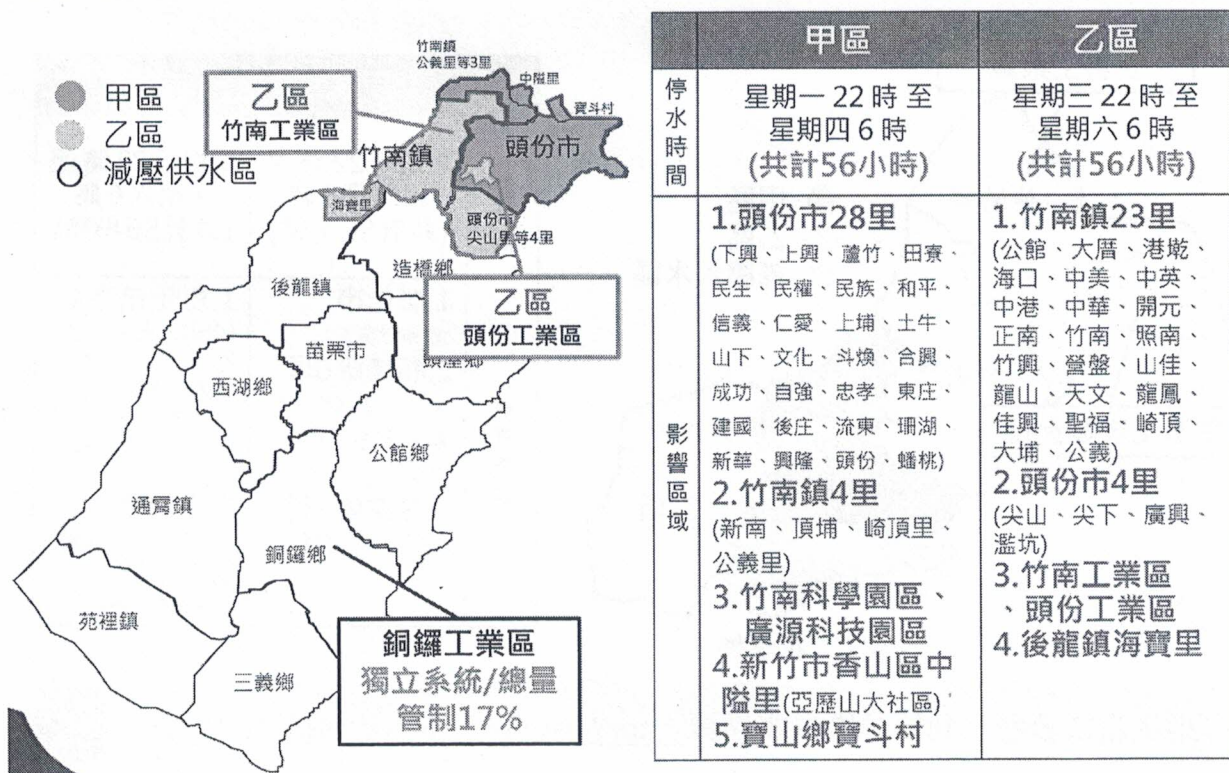 甲區
乙區
減壓供水區
竹南鎮
公義里等3里
中隘里
寶斗村
乙區
竹南工業區
竹南鎮
頭份市
海寶里
頭份市
尖山里等4里
造橋鄉
後龍鎮
乙區
頭份工業區
苗栗市
頭屋鄉
西湖鄉
公館鄉
通霄鎮
銅鑼鄉
苑裡鎮
三義鄉
銅鑼工業區
獨立系統/總量
管制17%
甲區
乙區
停水時間
星期一 22 時 至
星期四 6 時
(共計56小時)
星期三 22 時 至
星期六 6 時
(共計56小時)
影響區域
1.頭份市28里
(下興、上興、蘆竹、田寮、
民生、民權、民族、和平、
信義、仁愛、上埔、土牛、
山下、文化、斗煥、合興、
成功、自強、忠孝、東庄、
建國、後庄、流東、珊湖、
新華、興隆、頭份、蟠桃)
2.竹南鎮4里
(新南、頂埔、崎頂里、
公義里)
3.竹南科學園區、
廣源科技園區
4.新竹市香山區中
隘里(亞歷山大社區)
5.寶山鄉寶斗村
1.竹南鎮23里
(公館、大厝、港墘、
海口、中美、中英、
中港、中華、開元、
正南、竹南、照南、
竹興、營盤、山佳、
龍山、天文、龍鳳、
佳興、聖福、崎頂、
大埔、公義)
2.頭份市4里
(尖山、尖下、廣興、
濫坑)
3.竹南工業區
、頭份工業區
4.後龍鎮海寶里